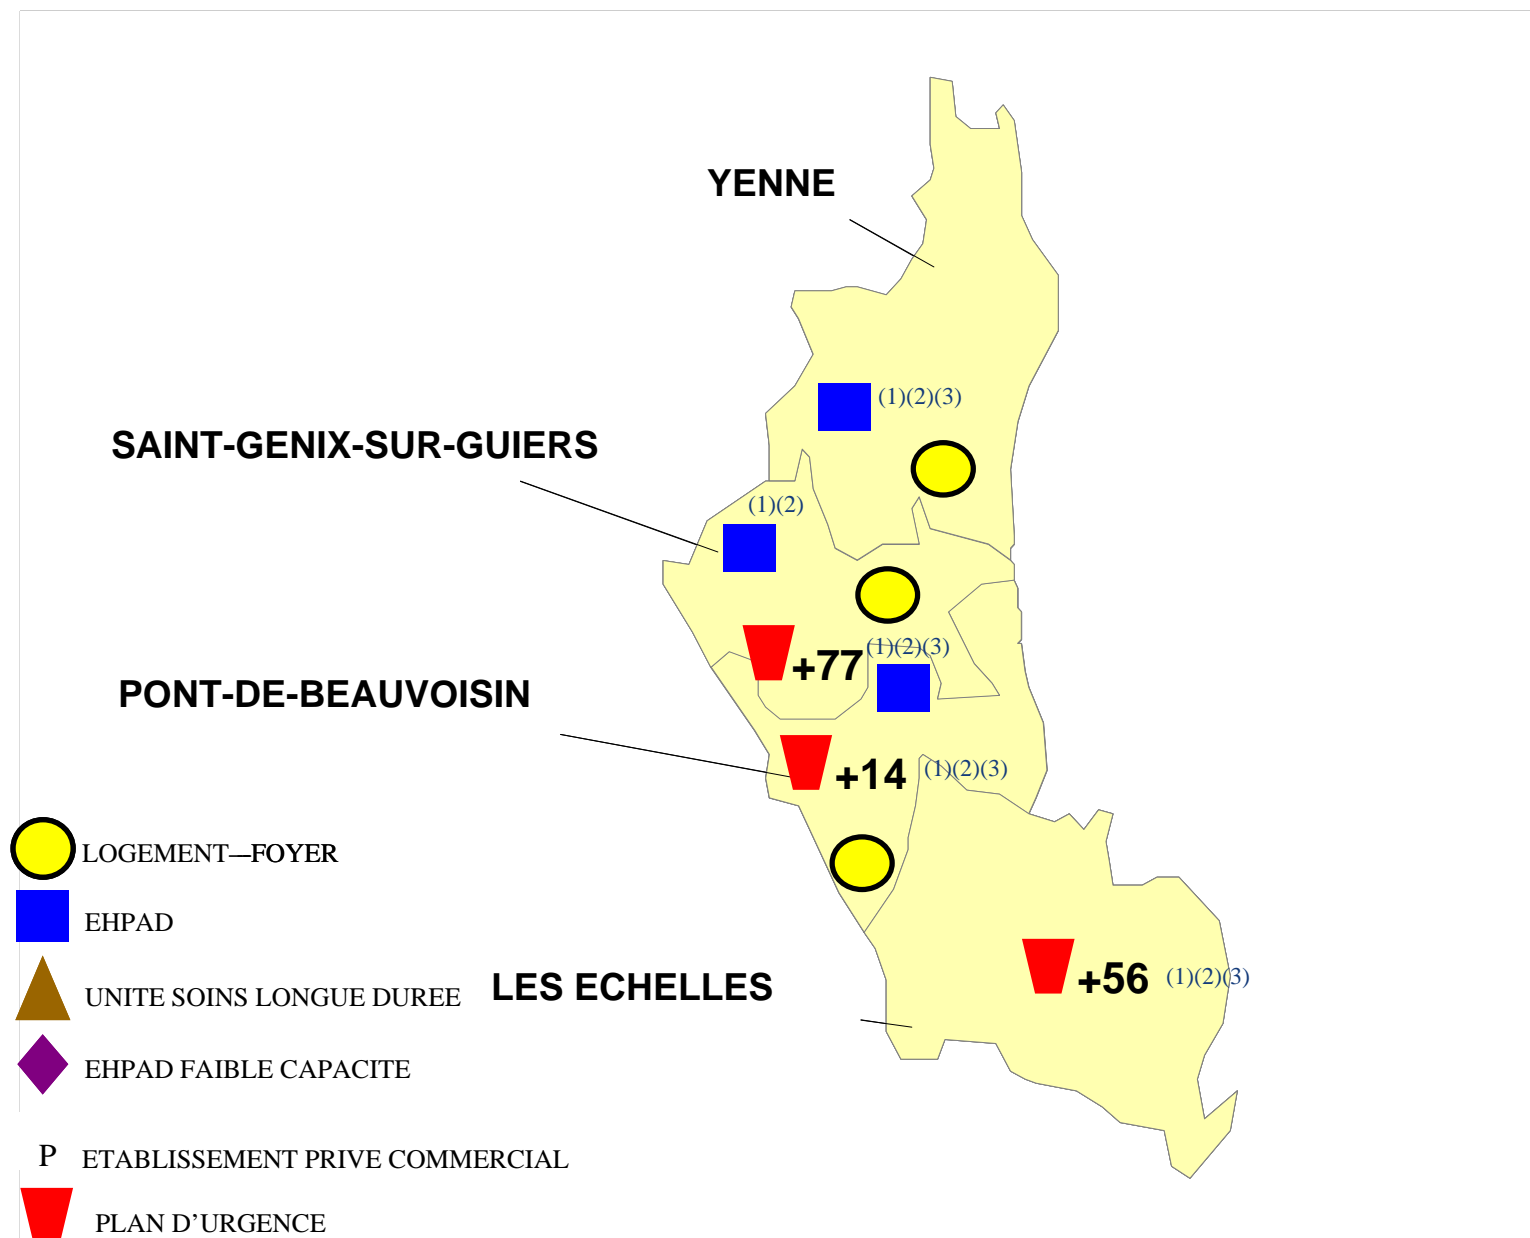 YENNE
(1)(2)(3)
SAINT-GENIX-SUR-GUIERS
(1)(2)
+77 (1)(2)(3)
PONT-DE-BEAUVOISIN
+14 (1)(2)(3)
LOGEMENT—FOYER
EHPAD
LES ECHELLES
+56 (1)(2)(3)
UNITE SOINS LONGUE DUREE
EHPAD FAIBLE CAPACITE
P ETABLISSEMENT PRIVE COMMERCIAL
PLAN D’URGENCE